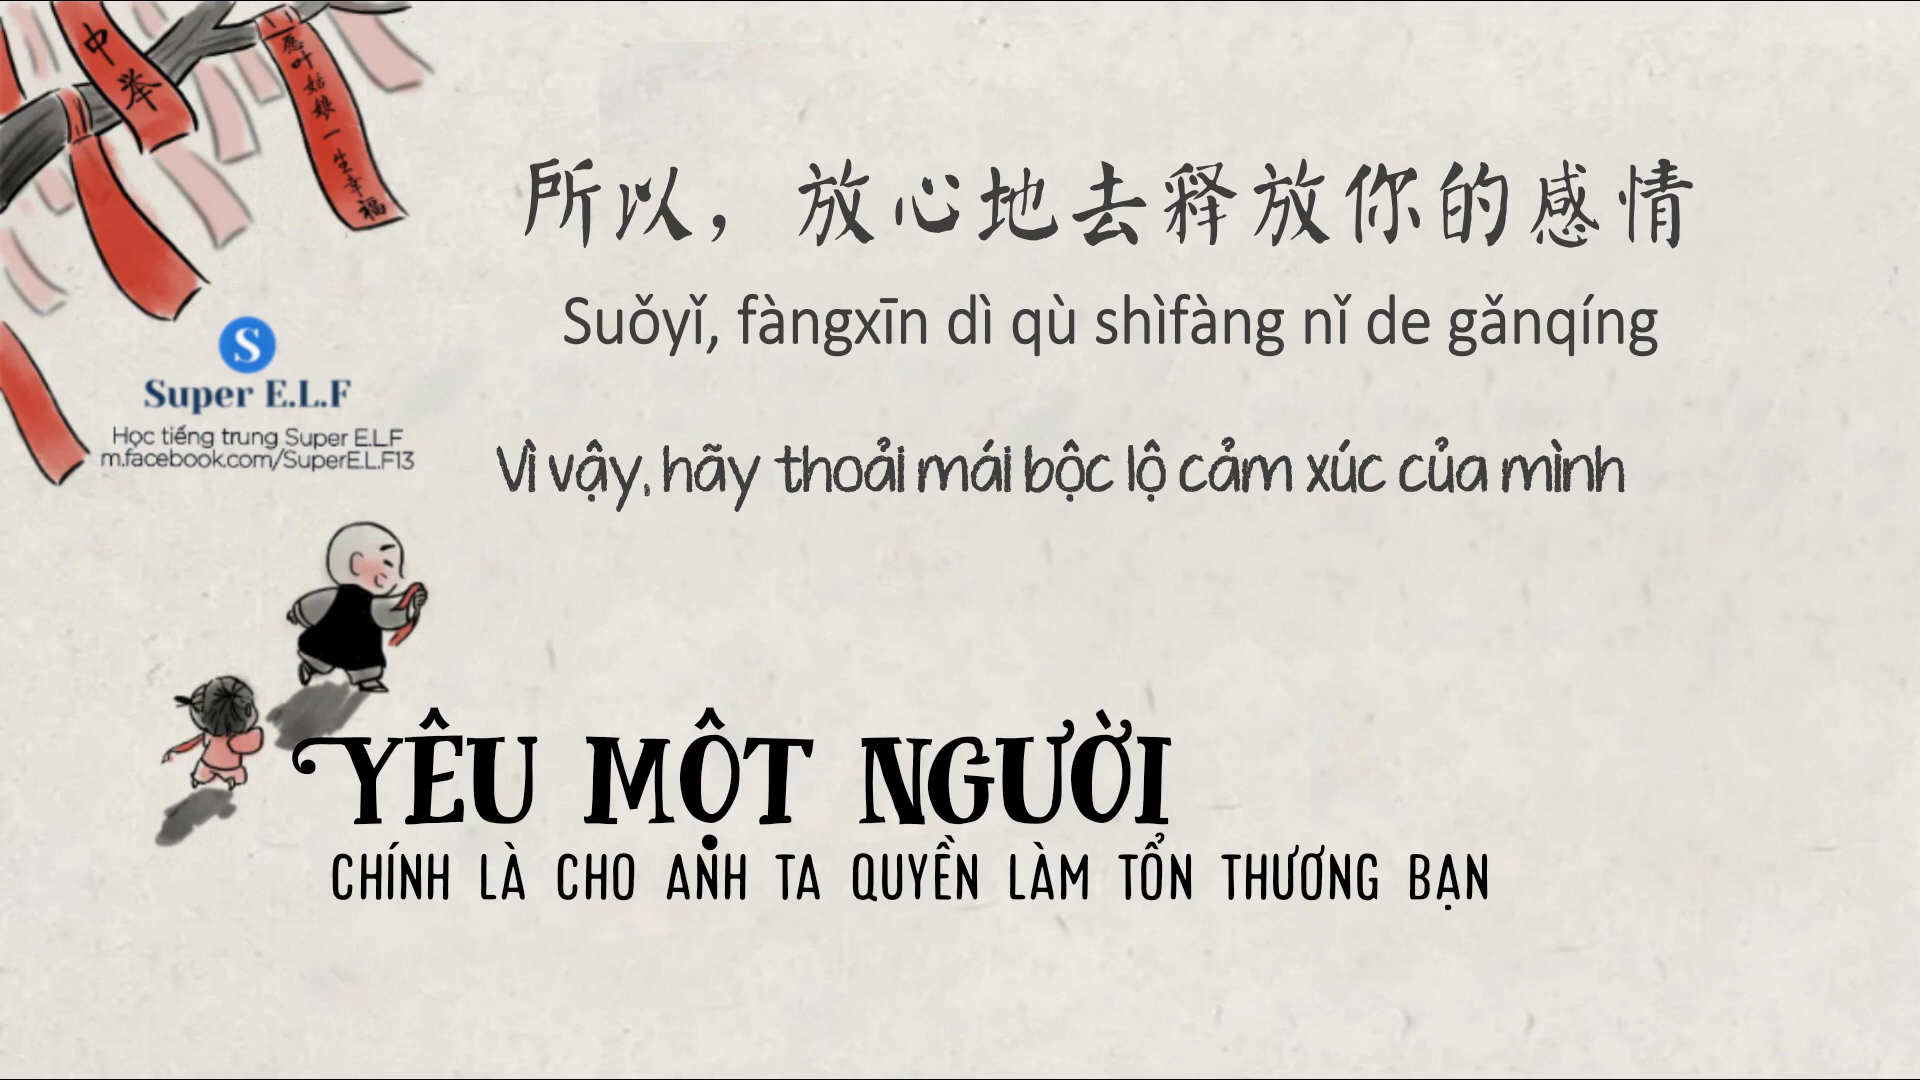 中举
愿叶姑娘一生幸福
所以，放心地去释放你的感情
Suǒyǐ, fàngxīn dì qù shìfàng nǐ de gǎnqíng
S
Super E.L.F
Học tiếng trung Super E.L.F
m.facebook.com/SuperE.L.F13
Vì vậy, hãy thoải mái bộc lộ cảm xúc của mình
YÊU MỘT NGƯỜI
CHÍNH LÀ CHO ANH TA QUYỀN LÀM TỔN THƯƠNG BẠN